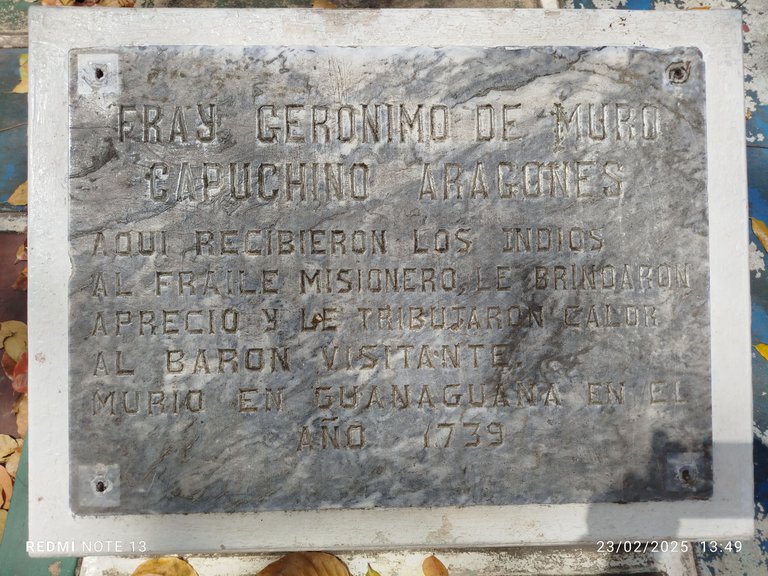 FRAY GERONIMO DE MURO
CAPUCHINO ARAGONES
AQUI RECIBIERON LOS INDIOS
AL FRAILE MISIONERO, LE BRINDARON
APRECIO Y LE TRIBUTARON CALOR
AL BARON VISITANTE.
MURIO EN GUANAGUANA EN EL
AÑO 1739
REDMI NOTE 13
23/02/2025 13:49